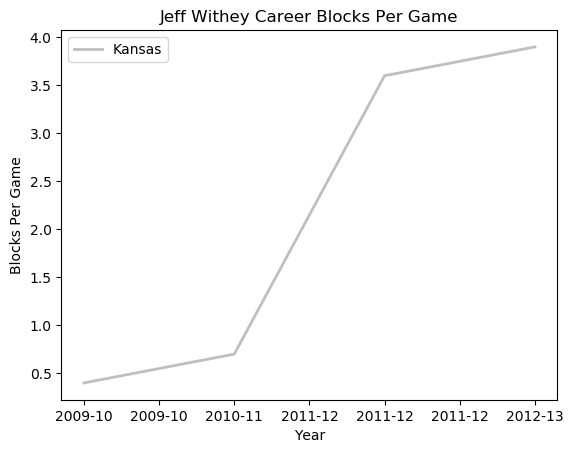 Jeff Withey Career Blocks Per Game
Kansas
4.0
3.5
3.0
2.5
2.0
1.5
1.0
0.5
Blocks Per Game
2009-10 2009-10 2010-11 2011-12 2011-12 2011-12 2012-13
Year